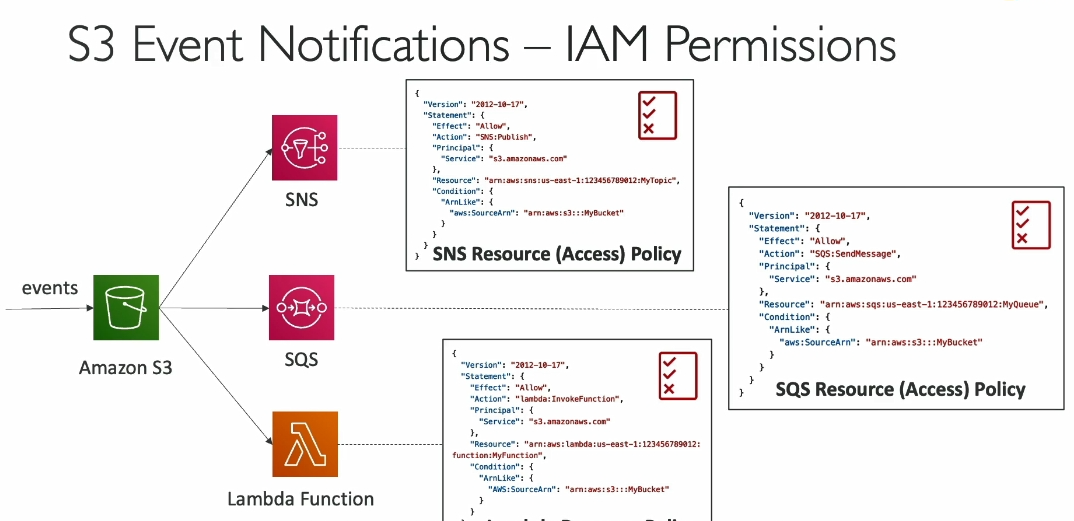 S3 Event Notifications – IAM Permissions
{
"Version": "2012-10-17",
"Statement": {
"Effect": "Allow",
"Action": "SNS:Publish",
"Principal": {
"Service": "s3.amazonaws.com"
},
"Resource": "arn:aws:sns:us-east-1:123456789012:MyTopic",
"Condition": {
"ArnLike": {
"aws:SourceArn": "arn:aws:s3:::MyBucket"
}
}
}
}
SNS Resource (Access) Policy
SNS
{
"Version": "2012-10-17",
"Statement": {
"Effect": "Allow",
"Action": "SQS:SendMessage",
"Principal": {
"Service": "s3.amazonaws.com"
},
"Resource": "arn:aws:sqs:us-east-1:123456789012:MyQueue",
"Condition": {
"ArnLike": {
"aws:SourceArn": "arn:aws:s3:::MyBucket"
}
}
}
}
SQS Resource (Access) Policy
events
Amazon S3
SQS
{
"Version": "2012-10-17",
"Statement": {
"Effect": "Allow",
"Action": "lambda:InvokeFunction",
"Principal": {
"Service": "s3.amazonaws.com"
},
"Resource": "arn:aws:lambda:us-east-1:123456789012:
function:MyFunction",
"Condition": {
"ArnLike": {
"AWS:SourceArn": "arn:aws:s3:::MyBucket"
}
}
Lambda Function